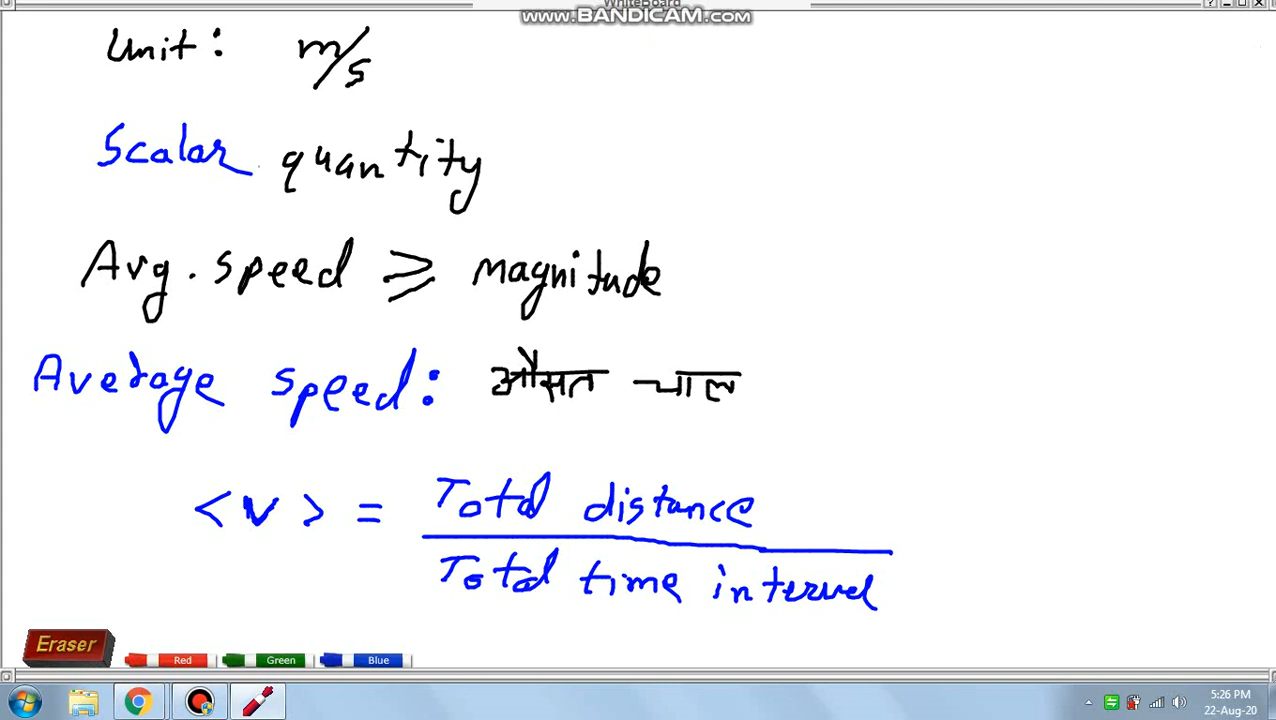 WhiteBoard
www.BANDICAM.com
Unit: m/s
Scalar quantity
Avg. speed ⩾ magnitude
Average speed: औसत चाल
<v> = Total distance
Total time interval
Eraser
Red Green Blue
5:26 PM
22-Aug-20